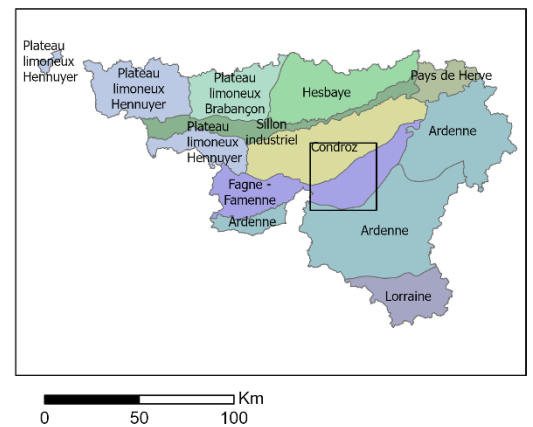 Plateau
limoneux
Hennuyer
Plateau
limoneux
Hennuyer
Plateau
limoneux
Brabançon
Hesbaye
Pays de Herve
Ardenne
Sillon
industriel
Plateau
limoneux
Hennuyer
Condroz
Fagne -
Famenne
Ardenne
Ardenne
Lorraine
Km
0 50 100